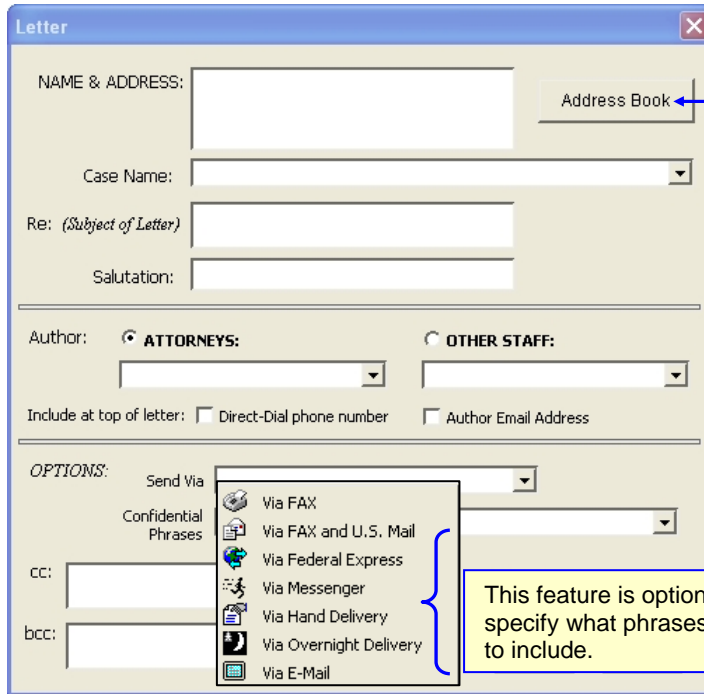 Letter
NAME & ADDRESS:
Address Book
Case Name:
Re: (Subject of Letter)
Salutation:
Author: ATTORNEYS: OTHER STAFF:
Include at top of letter: Direct-Dial phone number Author Email Address
OPTIONS: Send Via
Via FAX
Confidential
Phrases
Via FAX and U.S. Mail
Via Federal Express
cc:
Via Messenger
Via Hand Delivery
bcc:
Via Overnight Delivery
Via E-Mail
This feature is option
specify what phrases
to include.